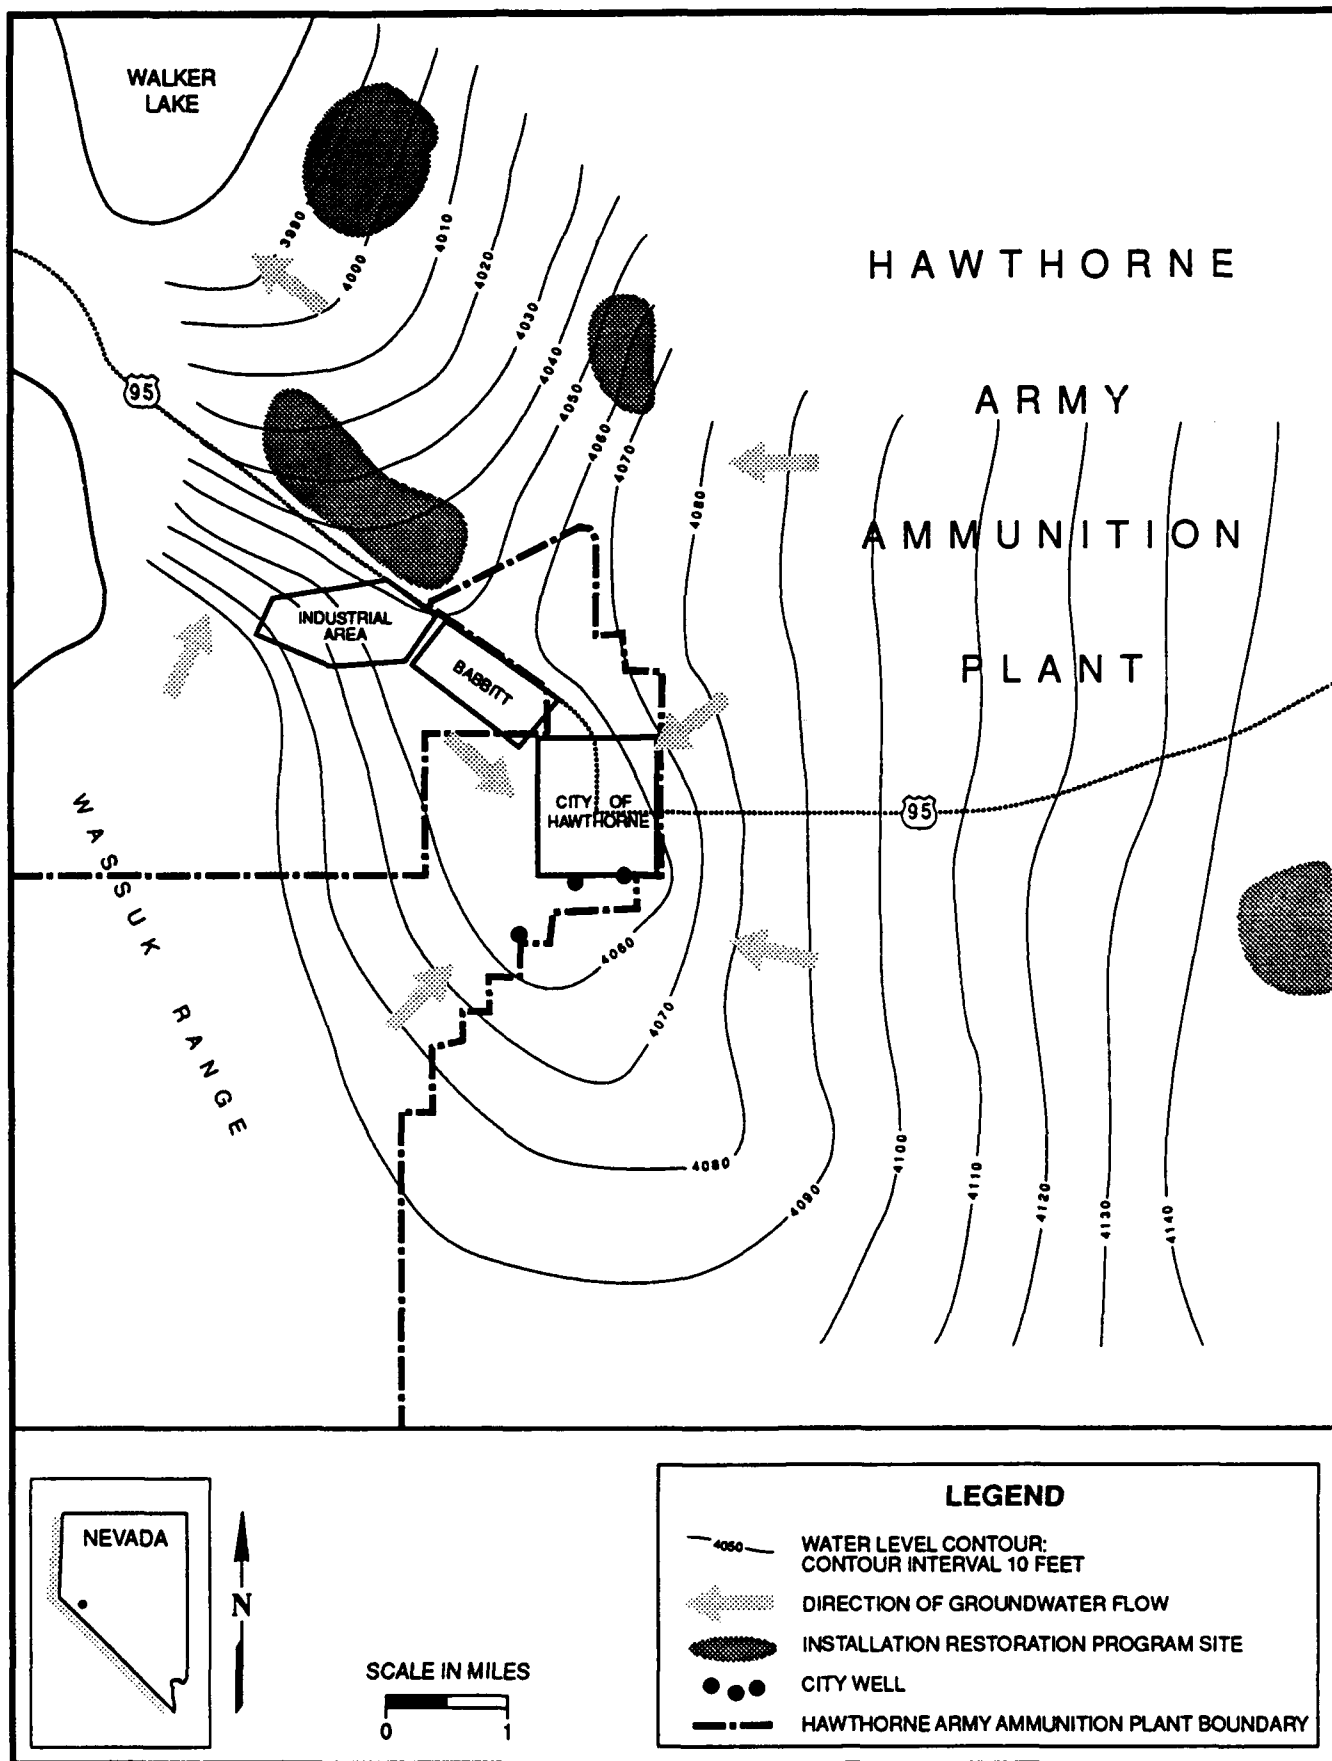 WALKER
LAKE
HAWTHORNE
ARMY
AMMUNITION
PLANT
3990
4000
4010
4020
4030
4040
4050
4060
4070
4080
95
INDUSTRIAL
AREA
BABBITT
CITY OF
HAWTHORNE
95
WASSUK RANGE
4060
4070
4080
4090
4100
4110
4120
4130
4140
NEVADA
N
SCALE IN MILES
0 1
LEGEND
4050
WATER LEVEL CONTOUR:
CONTOUR INTERVAL 10 FEET
DIRECTION OF GROUNDWATER FLOW
INSTALLATION RESTORATION PROGRAM SITE
CITY WELL
HAWTHORNE ARMY AMMUNITION PLANT BOUNDARY